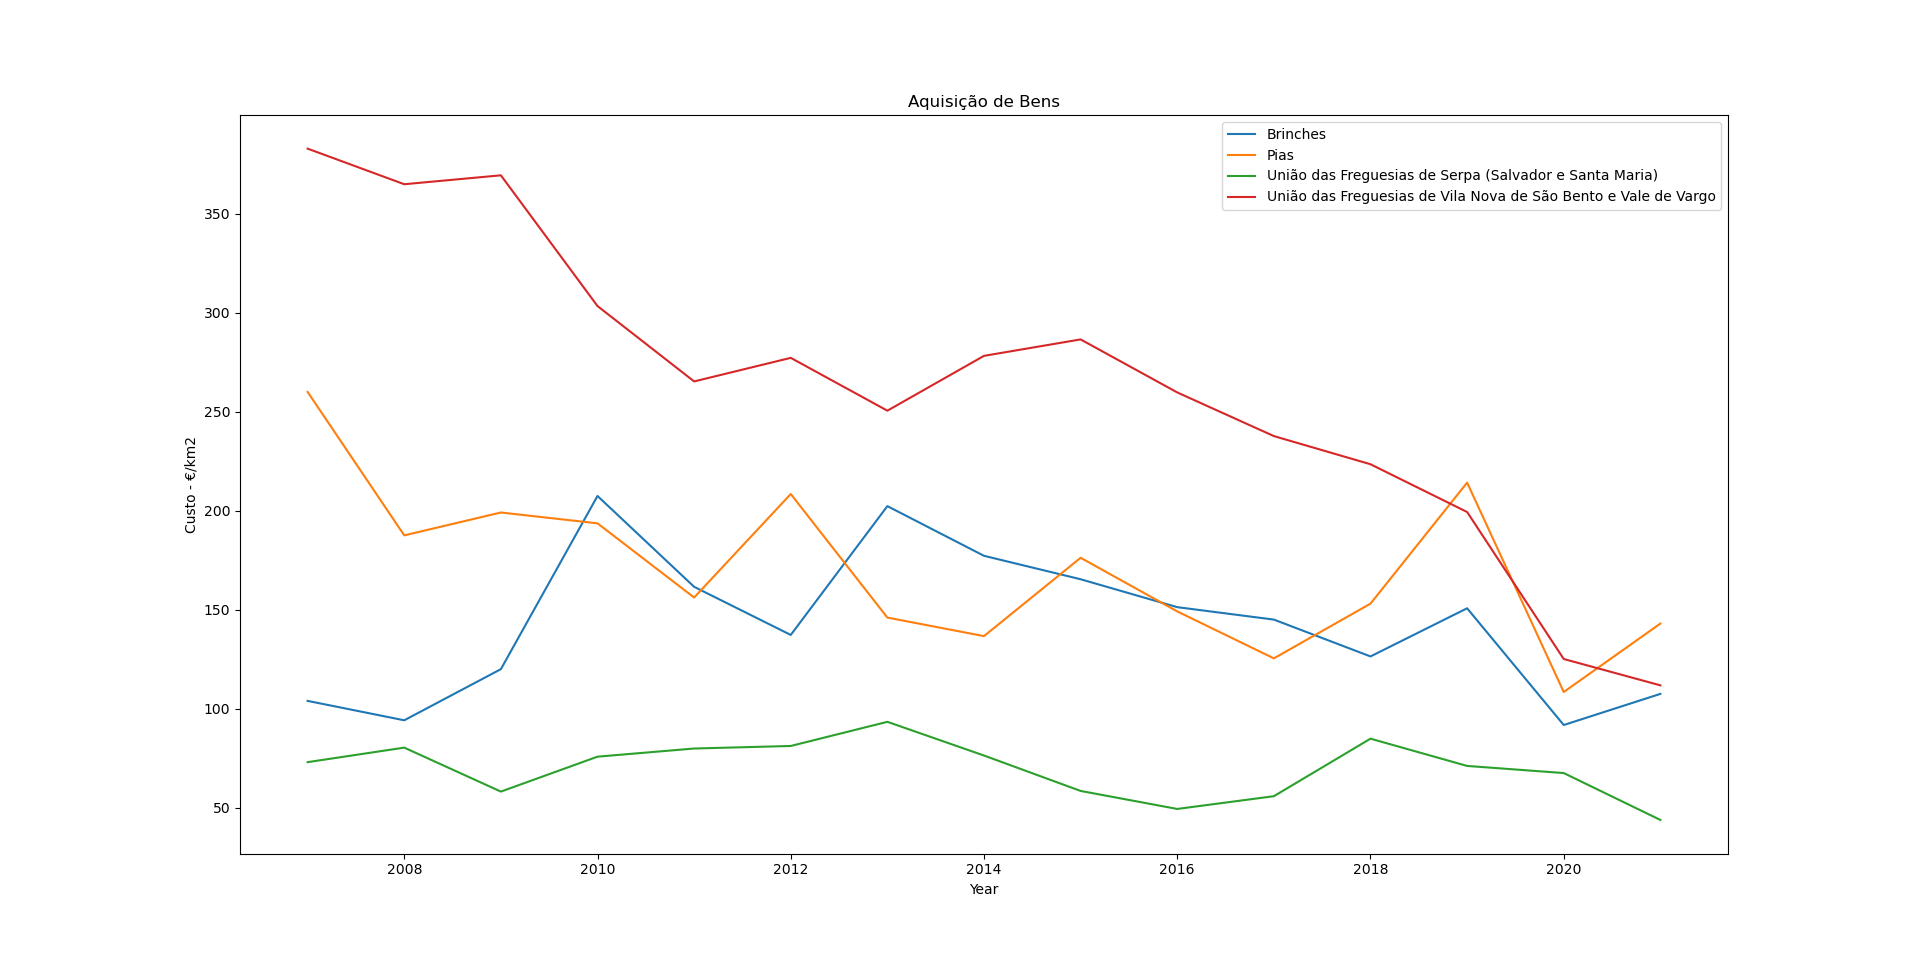 Aquisição de Bens
Brinches
Pias
União das Freguesias de Serpa (Salvador e Santa Maria)
União das Freguesias de Vila Nova de São Bento e Vale de Vargo
350
300
250
200
150
100
50
Custo - €/km2
2008 2010 2012 2014 2016 2018 2020
Year